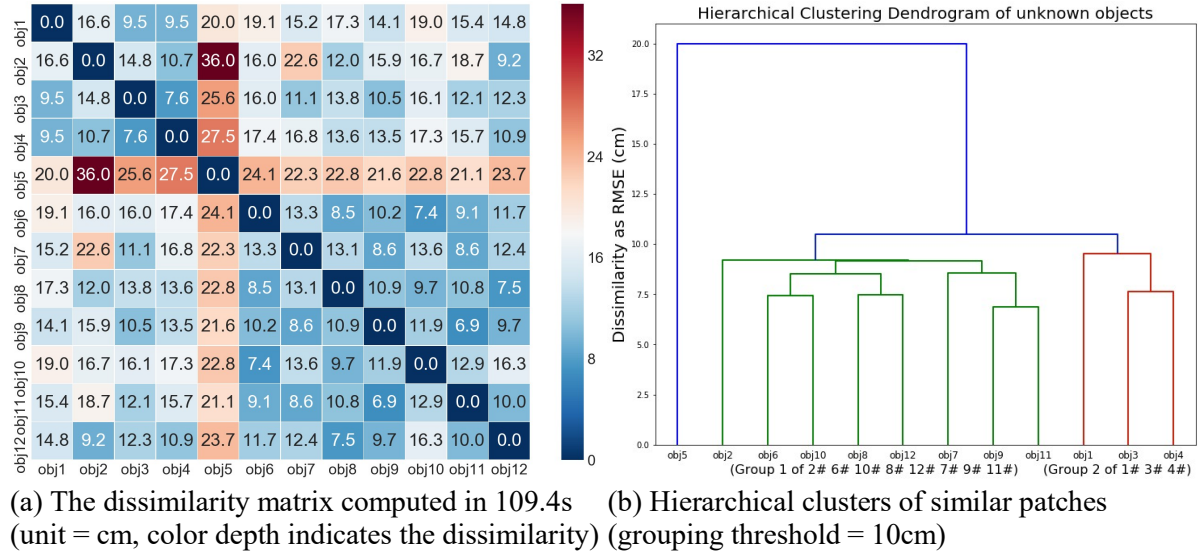 obj1 0.0 16.6 9.5 9.5 20.0 19.1 15.2 17.3 14.1 19.0 15.4 14.8
obj2 16.6 0.0 14.8 10.7 36.0 16.0 22.6 12.0 15.9 16.7 18.7 9.2
obj3 9.5 14.8 0.0 7.6 25.6 16.0 11.1 13.8 10.5 16.1 12.1 12.3
obj4 9.5 10.7 7.6 0.0 27.5 17.4 16.8 13.6 13.5 17.3 15.7 10.9
obj5 20.0 36.0 25.6 27.5 0.0 24.1 22.3 22.8 21.6 22.8 21.1 23.7
obj6 19.1 16.0 16.0 17.4 24.1 0.0 13.3 8.5 10.2 7.4 9.1 11.7
obj7 15.2 22.6 11.1 16.8 22.3 13.3 0.0 13.1 8.6 13.6 8.6 12.4
obj8 17.3 12.0 13.8 13.6 22.8 8.5 13.1 0.0 10.9 9.7 10.8 7.5
obj9 14.1 15.9 10.5 13.5 21.6 10.2 8.6 10.9 0.0 11.9 6.9 9.7
obj10 19.0 16.7 16.1 17.3 22.8 7.4 13.6 9.7 11.9 0.0 12.9 16.3
obj11 15.4 18.7 12.1 15.7 21.1 9.1 8.6 10.8 6.9 12.9 0.0 10.0
obj12 14.8 9.2 12.3 10.9 23.7 11.7 12.4 7.5 9.7 16.3 10.0 0.0
obj1 obj2 obj3 obj4 obj5 obj6 obj7 obj8 obj9 obj10 obj11 obj12
32
24
16
8
0
(a) The dissimilarity matrix computed in 109.4s
(unit = cm, color depth indicates the dissimilarity)
Hierarchical Clustering Dendrogram of unknown objects
Dissimilarity as RMSE (cm)
20.0
17.5
15.0
12.5
10.0
7.5
5.0
2.5
0.0
obj5 obj2 obj6 obj10 obj8 obj12 obj7 obj9 obj11 obj1 obj3 obj4
(Group 1 of 2# 6# 10# 8# 12# 7# 9# 11#) (Group 2 of 1# 3# 4#)
(b) Hierarchical clusters of similar patches
(grouping threshold = 10cm)